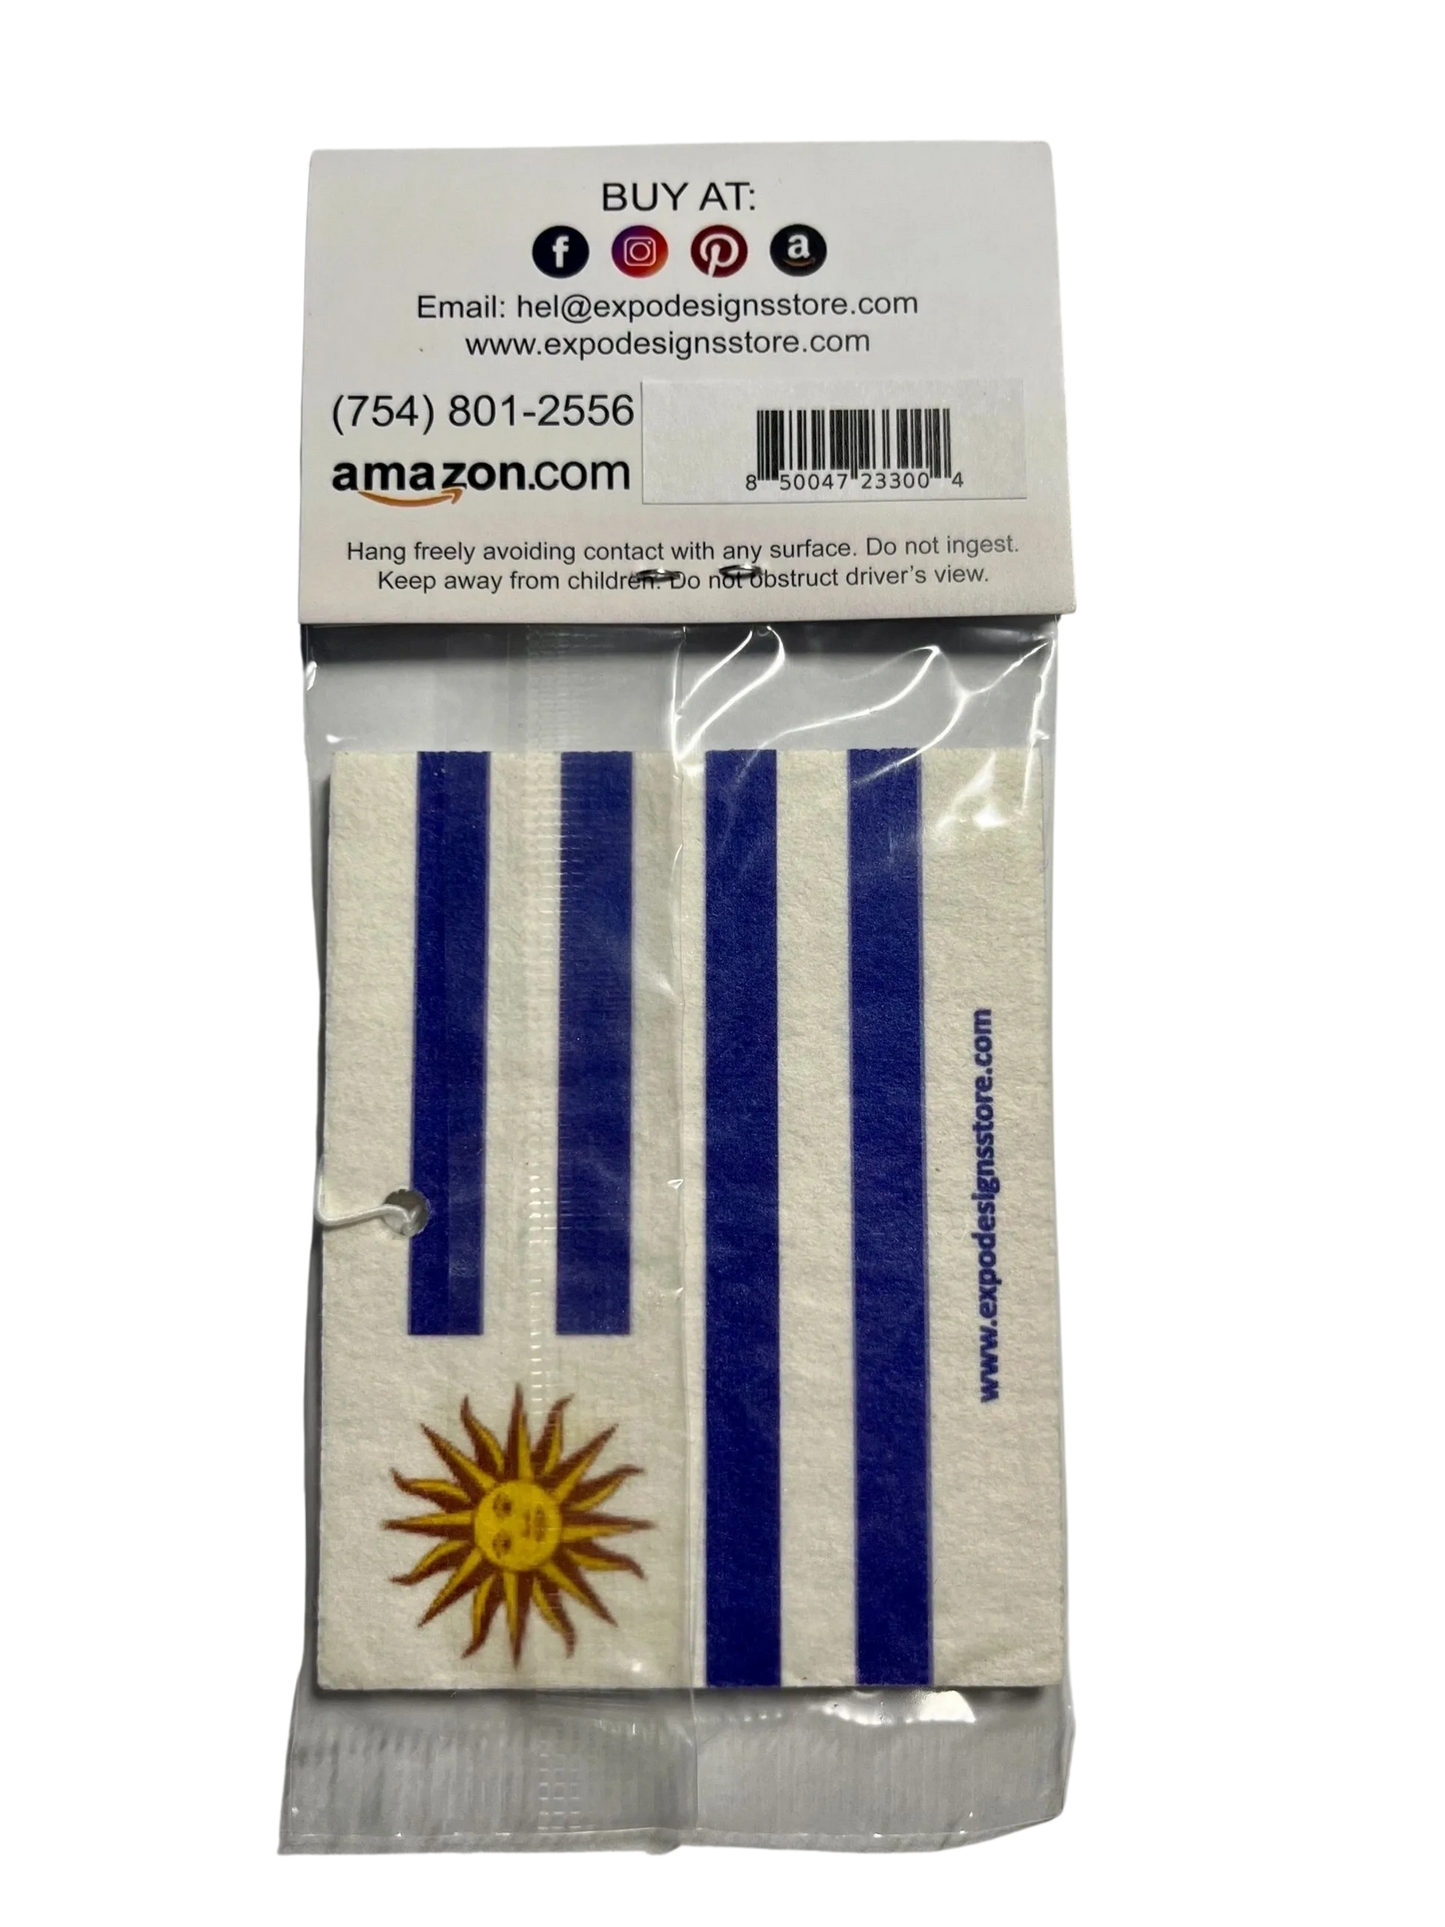 BUY AT:
f
a
Email: hel@expodesignsstore.com
www.expodesignsstore.com
(754) 801-2556
amazon.com
8 50047 23300 4
Hang freely avoiding contact with any surface. Do not ingest.
Keep away from children. Do not obstruct driver's view.
www.expodesignsstore.com